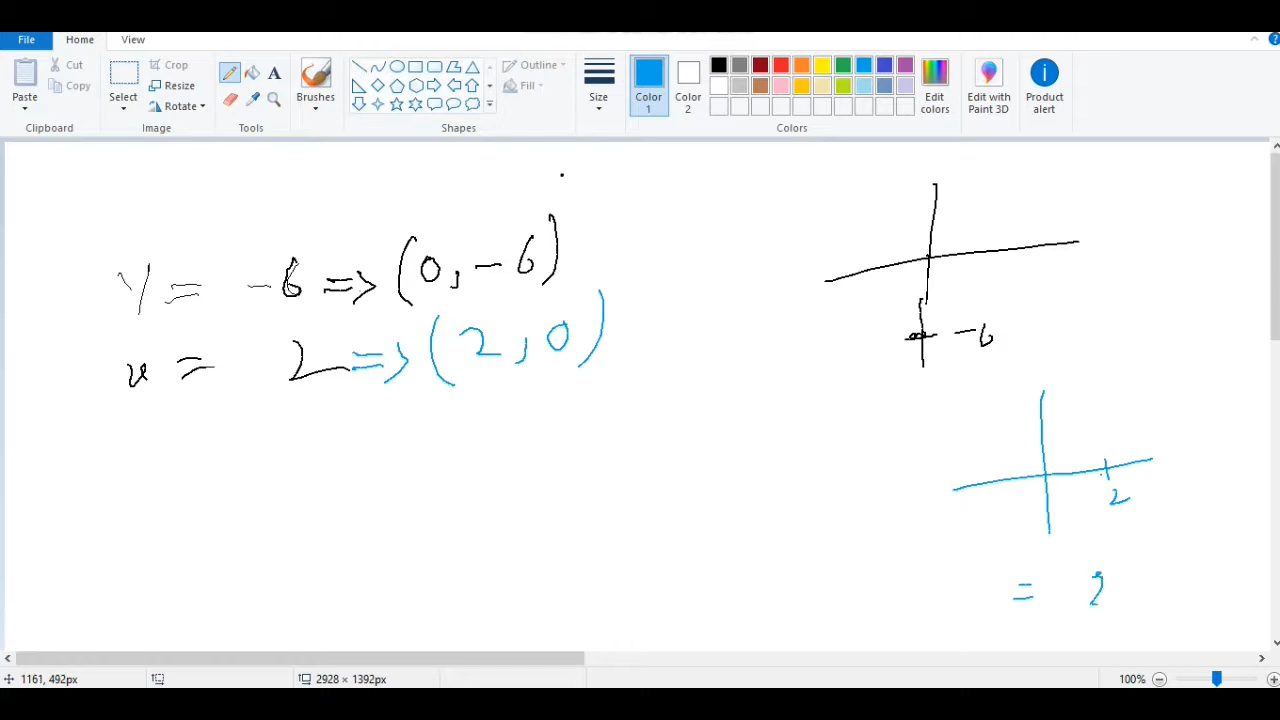 File Home View
Paste Cut Copy Select Crop Resize Rotate Brushes Outline Fill Size Color 1 Color 2 Edit colors Edit with Paint 3D Product alert
Clipboard Image Tools Shapes Colors
A
i
?
Y = -6 => (0, -6)
x = 2 => (2, 0)
-6
2
= 2
1161, 492px 2928 × 1392px 100%